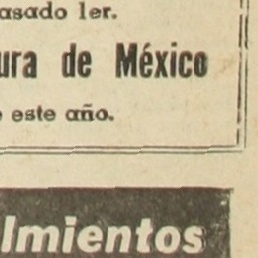 asado 1er.
ura de México
este año.
lmientos